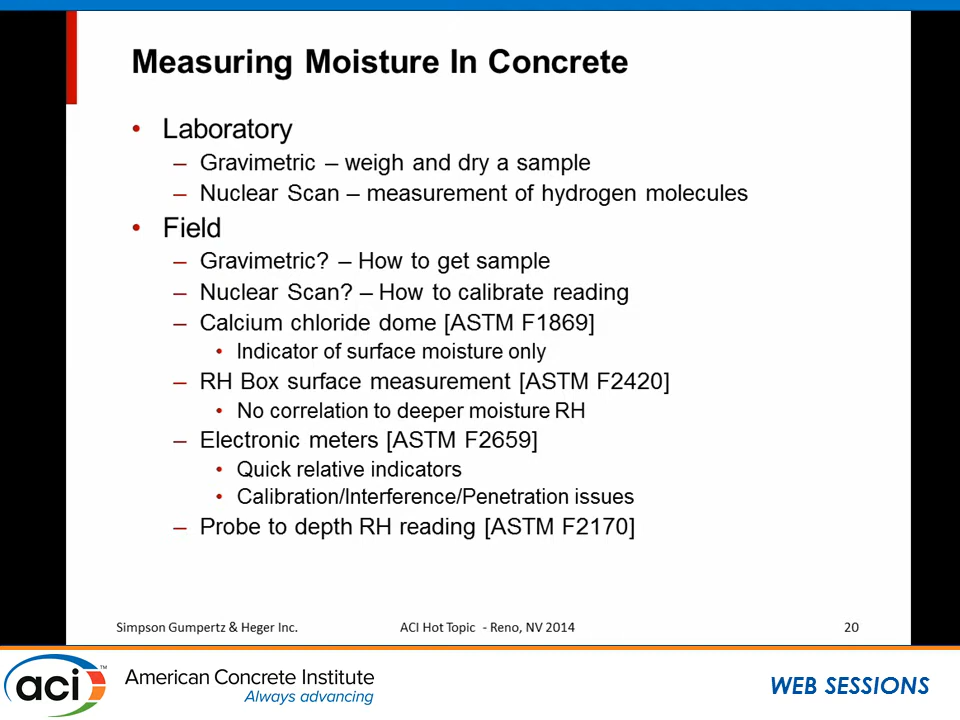 Measuring Moisture In Concrete
• Laboratory
– Gravimetric – weigh and dry a sample
– Nuclear Scan – measurement of hydrogen molecules
• Field
– Gravimetric? – How to get sample
– Nuclear Scan? – How to calibrate reading
– Calcium chloride dome [ASTM F1869]
• Indicator of surface moisture only
– RH Box surface measurement [ASTM F2420]
• No correlation to deeper moisture RH
– Electronic meters [ASTM F2659]
• Quick relative indicators
• Calibration/Interference/Penetration issues
– Probe to depth RH reading [ASTM F2170]
Simpson Gumpertz & Heger Inc. ACI Hot Topic - Reno, NV 2014 20
aci™
American Concrete Institute
Always advancing
WEB SESSIONS